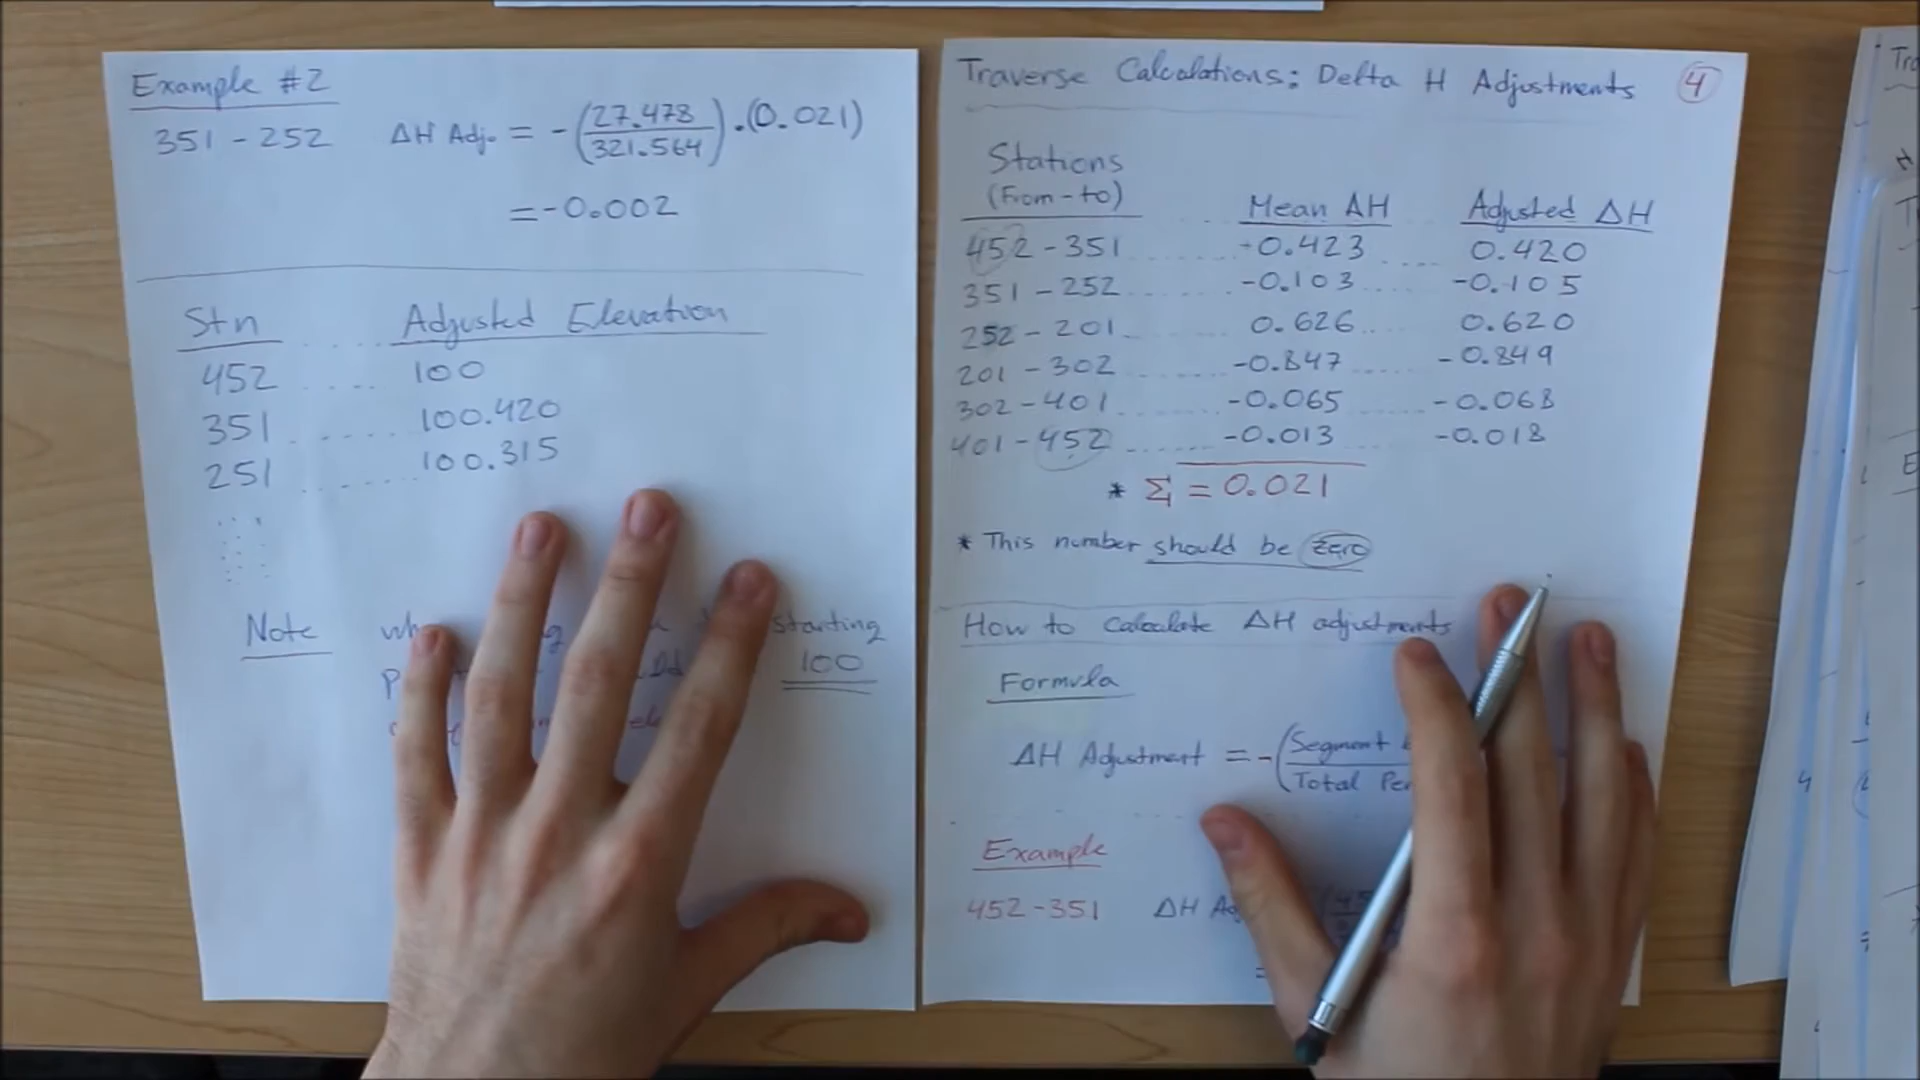 Example #2
351 - 252 ΔH Adj. = -(27.478/321.564).(0.021)
= -0.002
Stn Adjusted Elevation
452 ..... 100
351 ..... 100.420
251 ..... 100.315
Note starting
100
Traverse Calculations: Delta H Adjustments 4
Stations
(From-to) Mean ΔH Adjusted ΔH
452 - 351 -0.423 0.420
351 - 252 -0.103 -0.105
252 - 201 0.626 0.620
201 - 302 -0.847 -0.849
302 - 401 -0.065 -0.068
401 - 452 -0.013 -0.018
* Σ = 0.021
* This number should be zero
How to calculate ΔH adjustments
Formula
ΔH Adjustment = -(Segment
Total
Example
452 - 351 ΔH